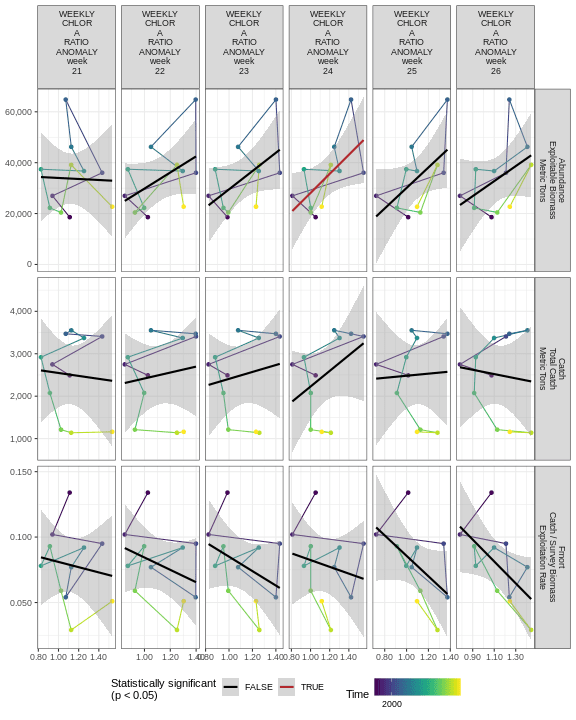 WEEKLY CHLOR A RATIO ANOMALY week 21
WEEKLY CHLOR A RATIO ANOMALY week 22
WEEKLY CHLOR A RATIO ANOMALY week 23
WEEKLY CHLOR A RATIO ANOMALY week 24
WEEKLY CHLOR A RATIO ANOMALY week 25
WEEKLY CHLOR A RATIO ANOMALY week 26
60,000
40,000
20,000
0
Abundance
Exploitable Biomass
Metric Tons
4,000
3,000
2,000
1,000
Catch
Total Catch
Metric Tons
0.150
0.100
0.050
Fmort
Catch / Survey Biomass
Exploitation Rate
0.80 1.00 1.20 1.40
1.00 1.20 1.40
0.80 1.00 1.20 1.40
0.80 1.00 1.20 1.40
0.80 1.00 1.20 1.40
0.90 1.10 1.30
Statistically significant
(p < 0.05)
FALSE
TRUE
Time
2000